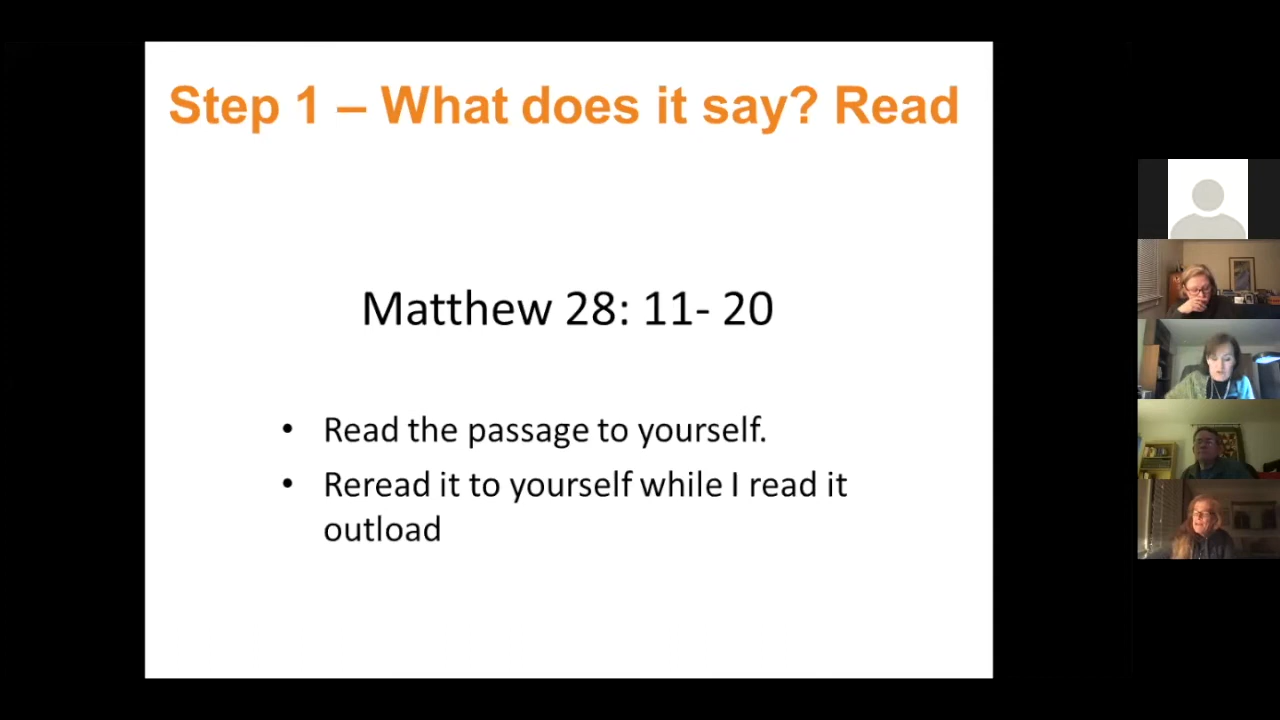 Step 1 – What does it say? Read
Matthew 28: 11- 20
• Read the passage to yourself.
• Reread it to yourself while I read it
outload